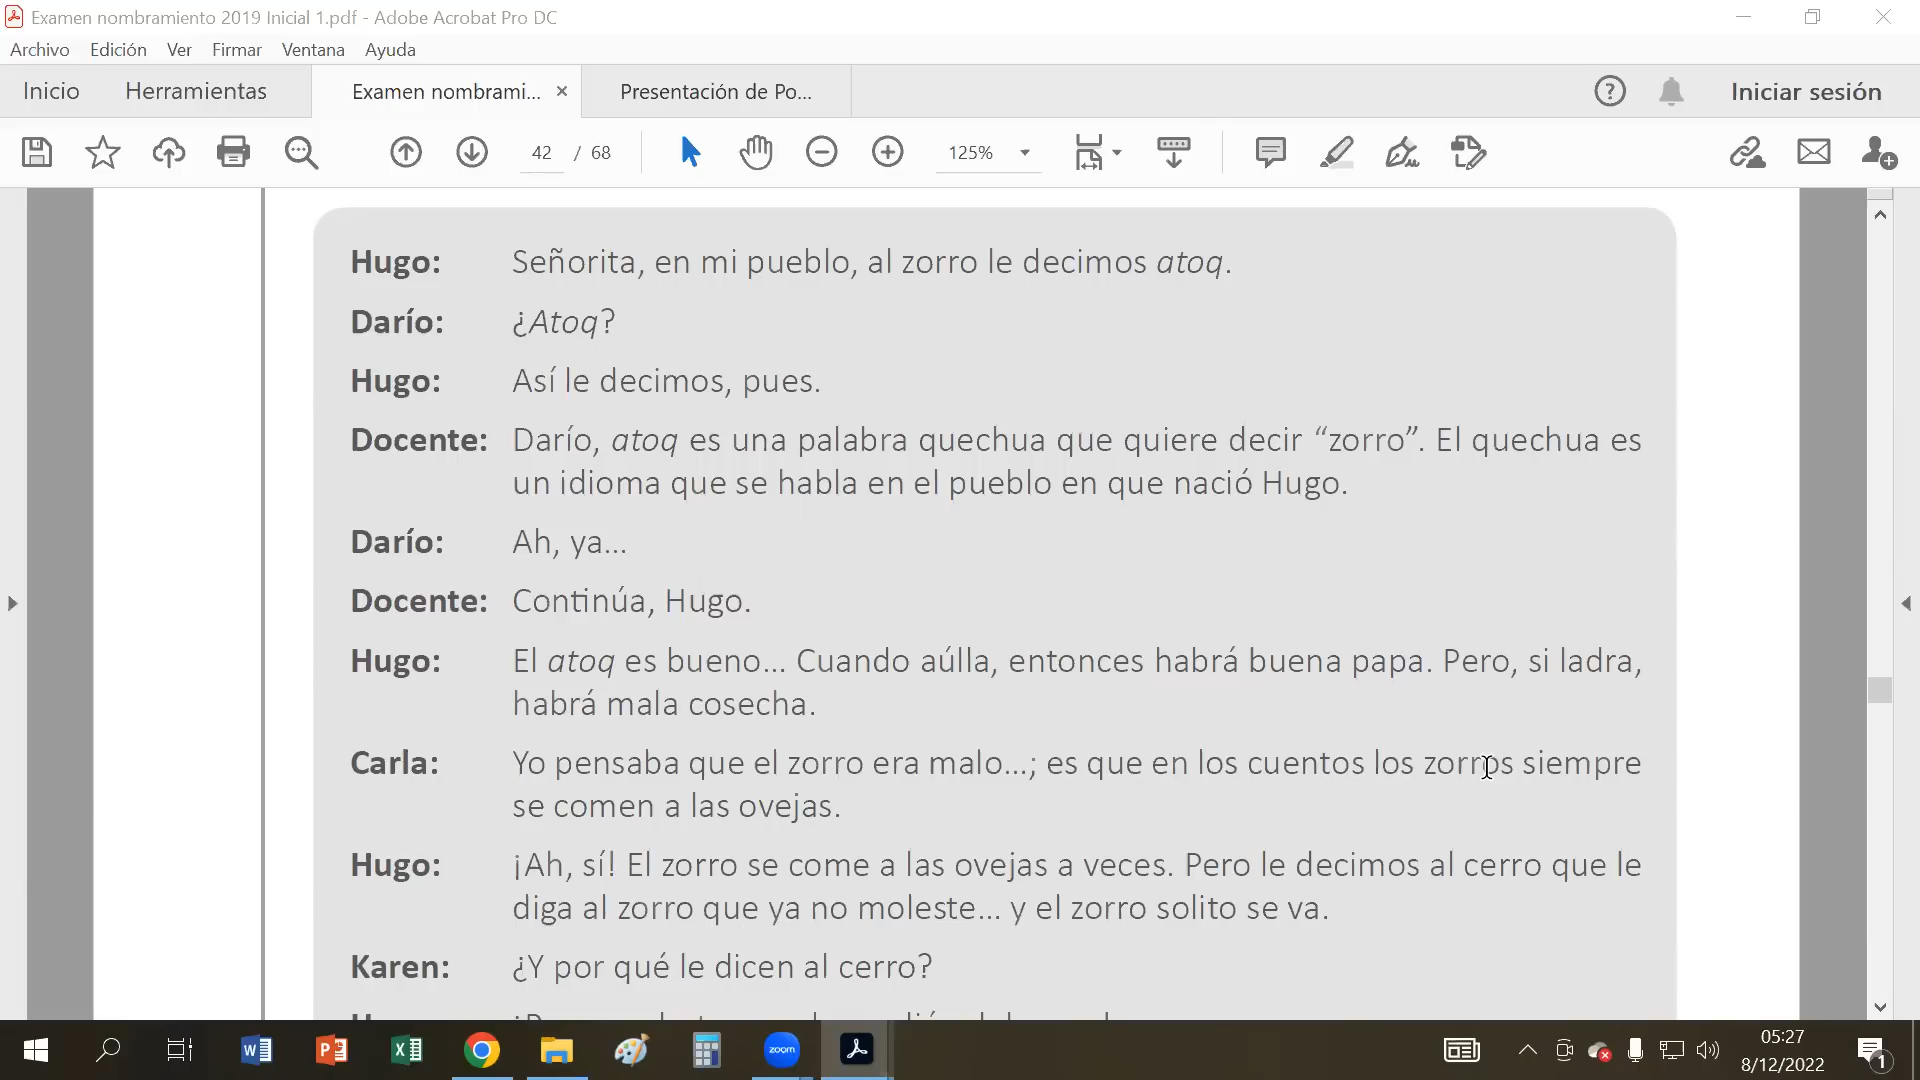 Examen nombramiento 2019 Inicial 1.pdf - Adobe Acrobat Pro DC
Archivo Edición Ver Firmar Ventana Ayuda
Inicio Herramientas Examen nombrami... × Presentación de Po... Iniciar sesión
42 / 68 125%
Hugo: Señorita, en mi pueblo, al zorro le decimos atoq.
Darío: ¿Atoq?
Hugo: Así le decimos, pues.
Docente: Darío, atoq es una palabra quechua que quiere decir “zorro”. El quechua es
un idioma que se habla en el pueblo en que nació Hugo.
Darío: Ah, ya...
Docente: Continúa, Hugo.
Hugo: El atoq es bueno... Cuando aúlla, entonces habrá buena papa. Pero, si ladra,
habrá mala cosecha.
Carla: Yo pensaba que el zorro era malo...; es que en los cuentos los zorros siempre
se comen a las ovejas.
Hugo: ¡Ah, sí! El zorro se come a las ovejas a veces. Pero le decimos al cerro que le
diga al zorro que ya no moleste... y el zorro solito se va.
Karen: ¿Y por qué le dicen al cerro?
zoom
05:27
8/12/2022
1